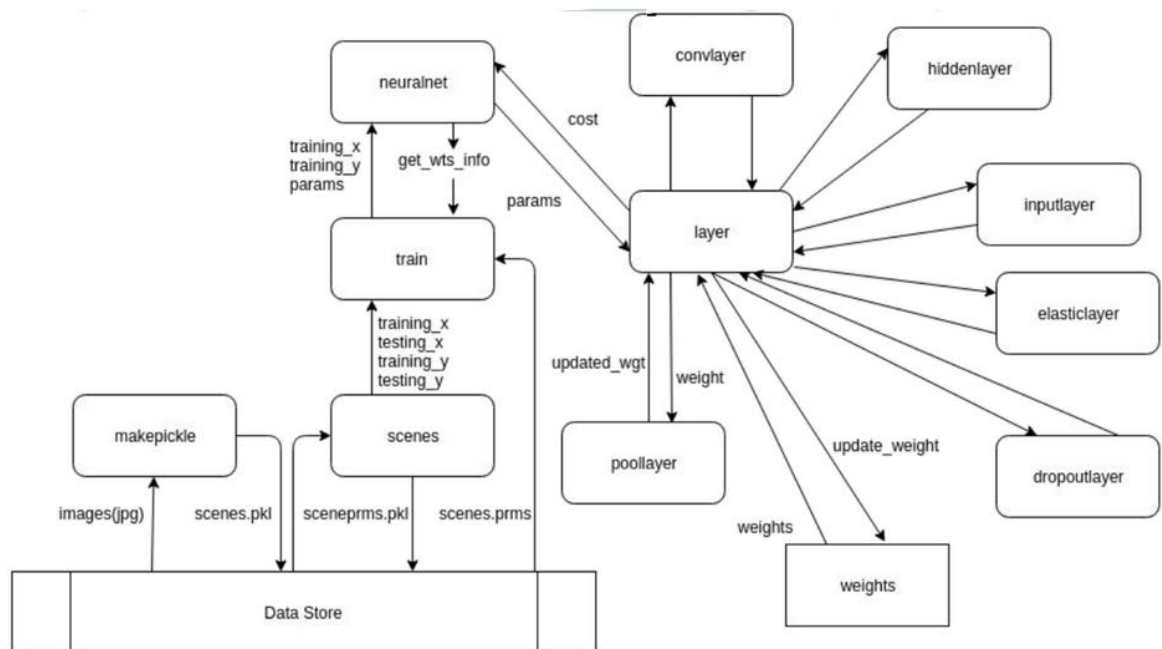 convlayer
hiddenlayer
neuralnet
cost
training_x
training_y
params
get_wts_info
params
inputlayer
layer
train
elasticlayer
training_x
testing_x
training_y
testing_y
updated_wgt
weight
makepickle
scenes
poollayer
update_weight
dropoutlayer
images(jpg)
scenes.pkl
sceneprms.pkl
scenes.prms
weights
weights
Data Store